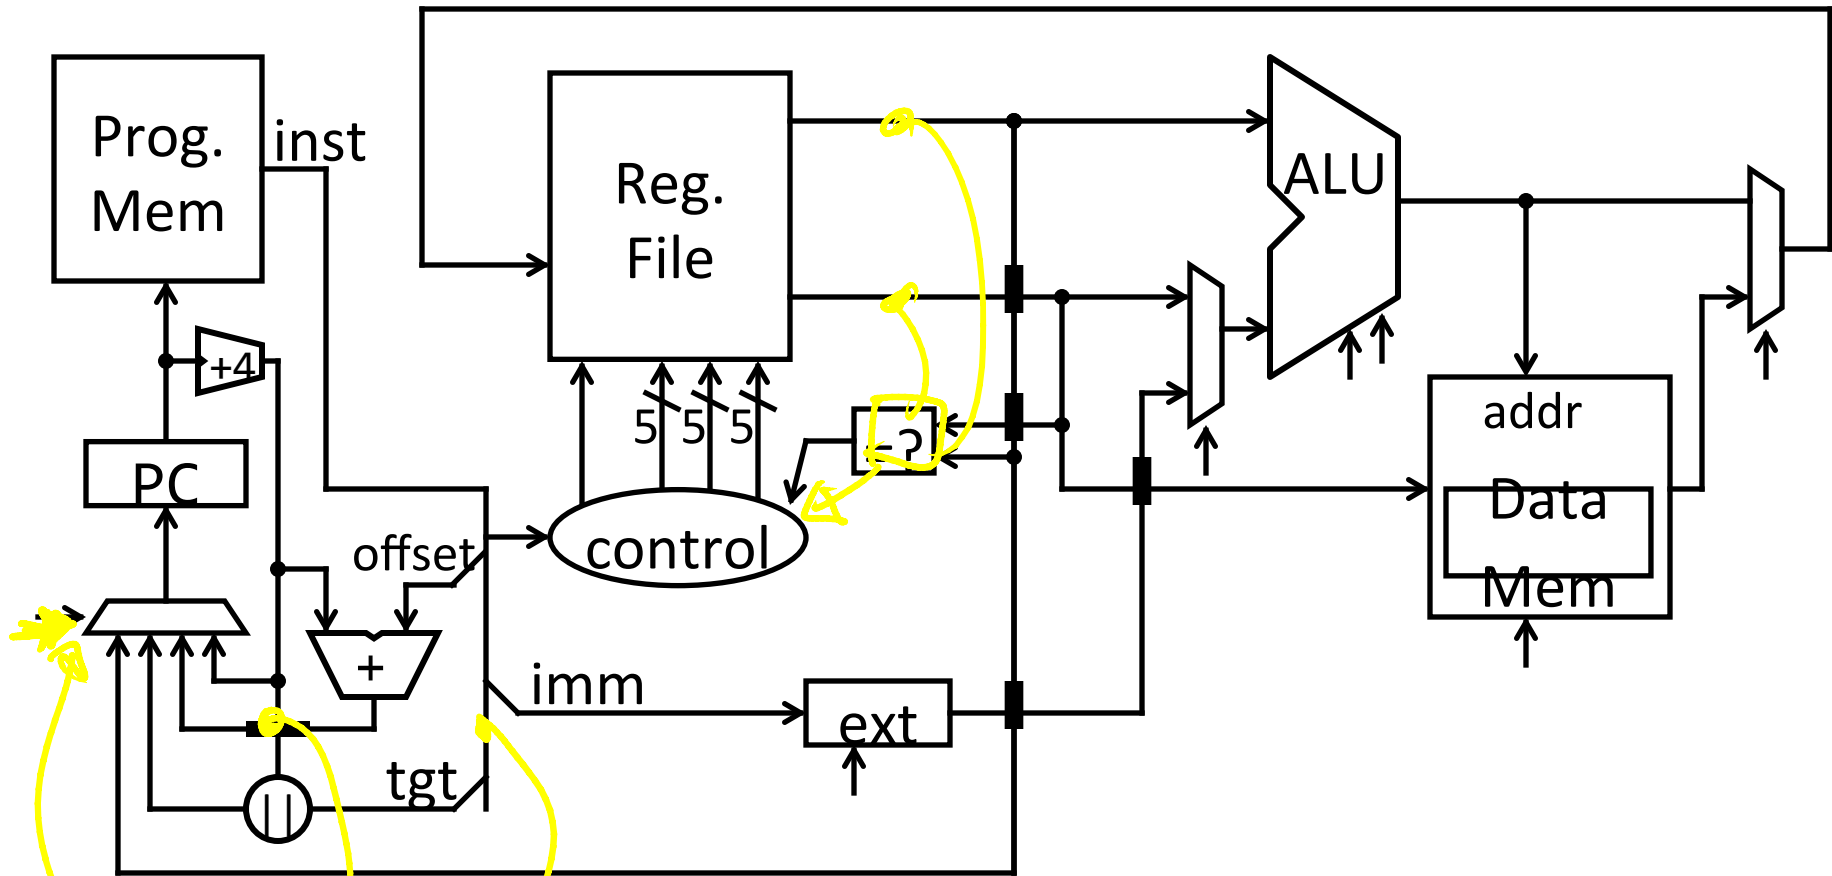 Prog.
Mem
inst
Reg.
File
ALU
+4
5 5 5
=?
addr
PC
Data
Mem
offset
control
+
imm
ext
tgt
||